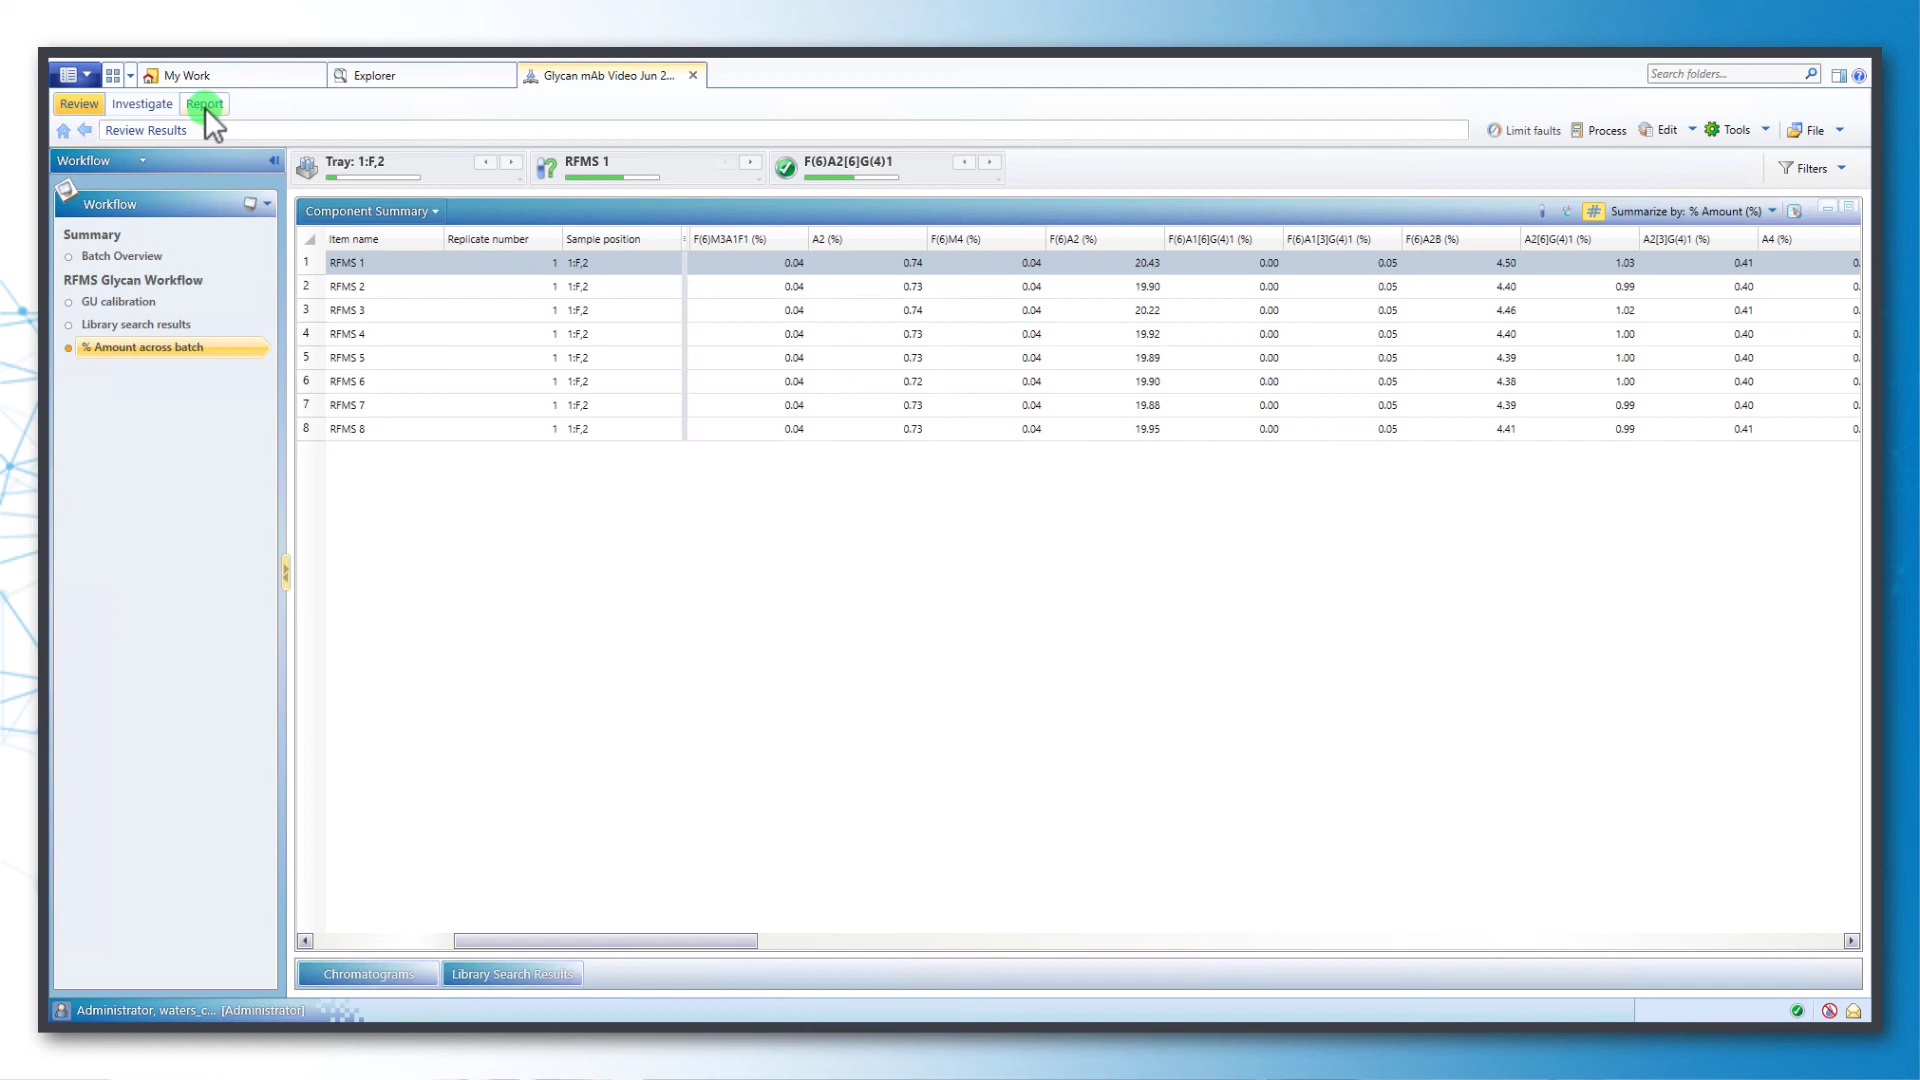 My Work Explorer Glycan mAb Video Jun 2... Search folders...
Review Investigate Report
Review Results Limit faults Process Edit Tools File
Workflow Tray: 1:F,2 RFMS 1 F(6)A2[6]G(4)1 Filters
Workflow
Summary
Batch Overview
RFMS Glycan Workflow
GU calibration
Library search results
% Amount across batch
Component Summary Summarize by: % Amount (%)
Item name Replicate number Sample position F(6)M3A1F1 (%) A2 (%) F(6)M4 (%) F(6)A2 (%) F(6)A1[6]G(4)1 (%) F(6)A1[3]G(4)1 (%) F(6)A2B (%) A2[6]G(4)1 (%) A2[3]G(4)1 (%) A4 (%)
1 RFMS 1 1 1:F,2 0.04 0.74 0.04 20.43 0.00 0.05 4.50 1.03 0.41 0.
2 RFMS 2 1 1:F,2 0.04 0.73 0.04 19.90 0.00 0.05 4.40 0.99 0.40 0.
3 RFMS 3 1 1:F,2 0.04 0.74 0.04 20.22 0.00 0.05 4.46 1.02 0.41 0.
4 RFMS 4 1 1:F,2 0.04 0.73 0.04 19.92 0.00 0.05 4.40 1.00 0.40 0.
5 RFMS 5 1 1:F,2 0.04 0.73 0.04 19.89 0.00 0.05 4.39 1.00 0.40 0.
6 RFMS 6 1 1:F,2 0.04 0.72 0.04 19.90 0.00 0.05 4.38 1.00 0.40 0.
7 RFMS 7 1 1:F,2 0.04 0.73 0.04 19.88 0.00 0.05 4.39 0.99 0.40 0.
8 RFMS 8 1 1:F,2 0.04 0.73 0.04 19.95 0.00 0.05 4.41 0.99 0.41 0.
Chromatograms Library Search Results
Administrator, waters_c... [Administrator]